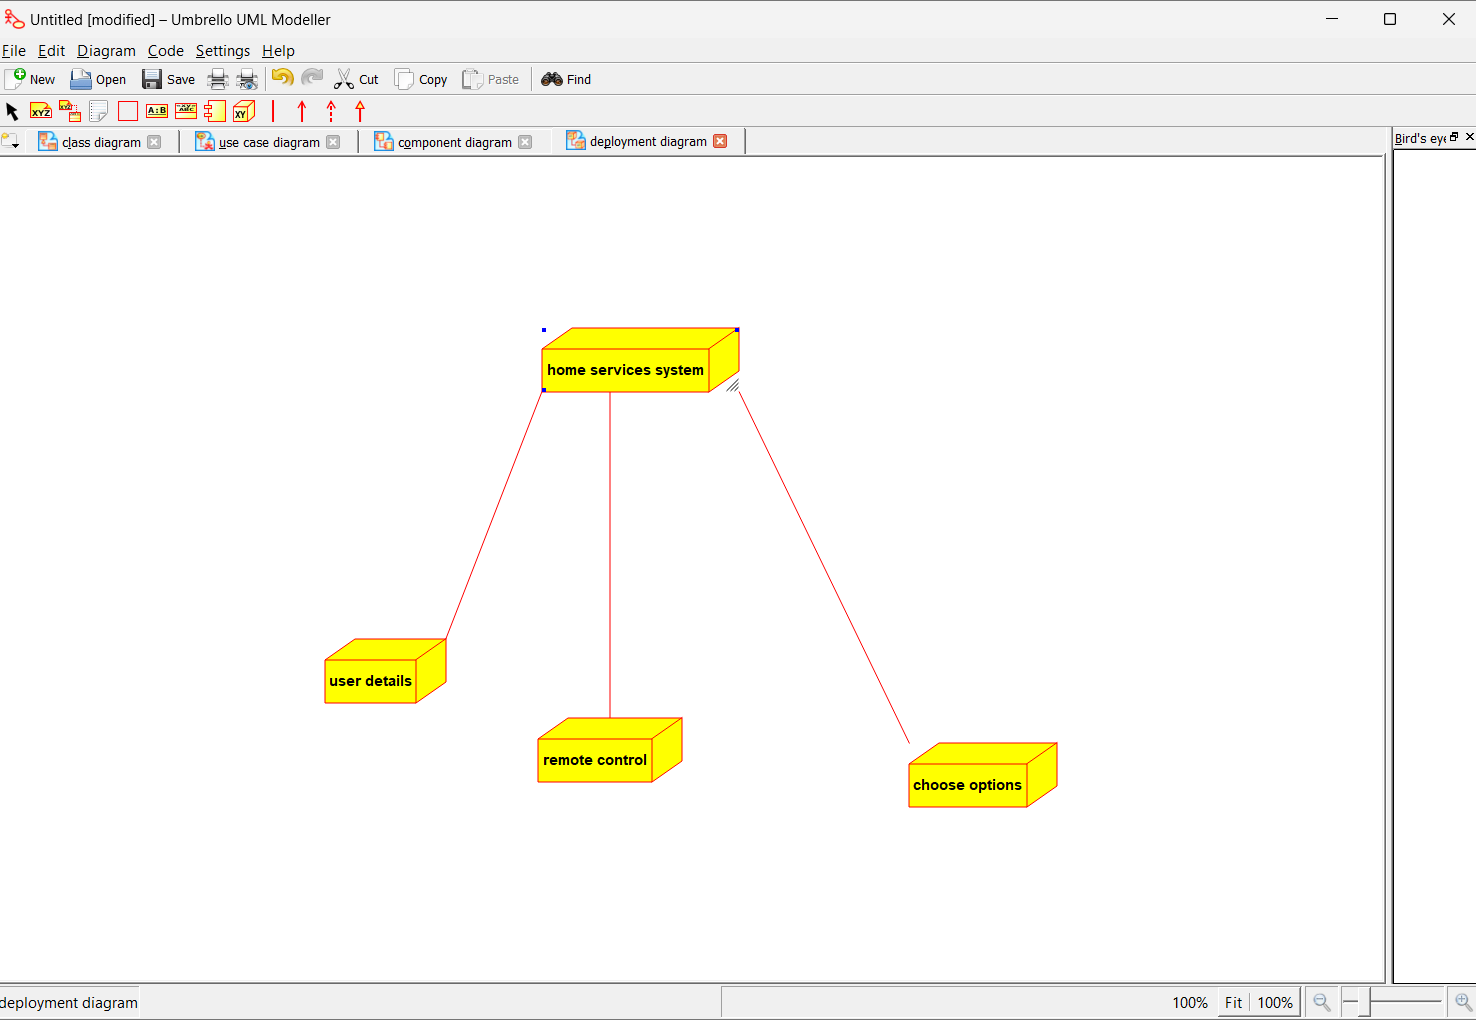 Untitled [modified] – Umbrello UML Modeller
File Edit Diagram Code Settings Help
New Open Save Cut Copy Paste Find
XYZ XYZ A:B ABC XY
class diagram use case diagram component diagram deployment diagram Bird's eye
home services system
user details
remote control
choose options
deployment diagram 100% Fit 100%